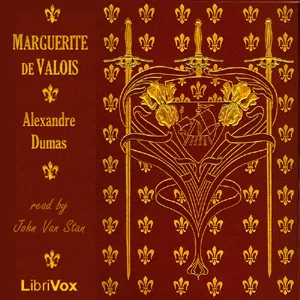 MARGUERITE
DE VALOIS
Alexandre
Dumas
read by
John Van Stan
LibriVox